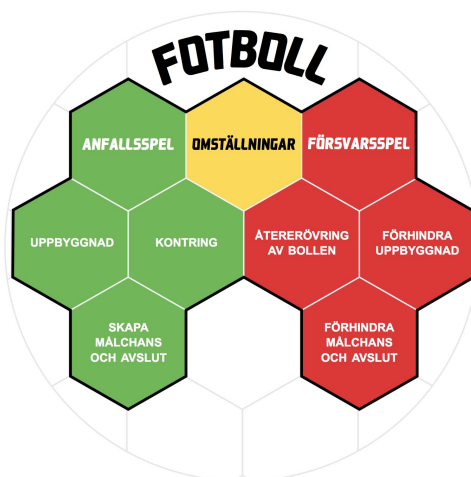 FOTBOLL
ANFALLSSPEL
OMSTÄLLNINGAR
FÖRSVARSSPEL
UPPBYGGNAD
KONTRING
ÅTERERÖVRING
AV BOLLEN
FÖRHINDRA
UPPBYGGNAD
SKAPA
MÅLCHANS
OCH AVSLUT
FÖRHINDRA
MÅLCHANS
OCH AVSLUT